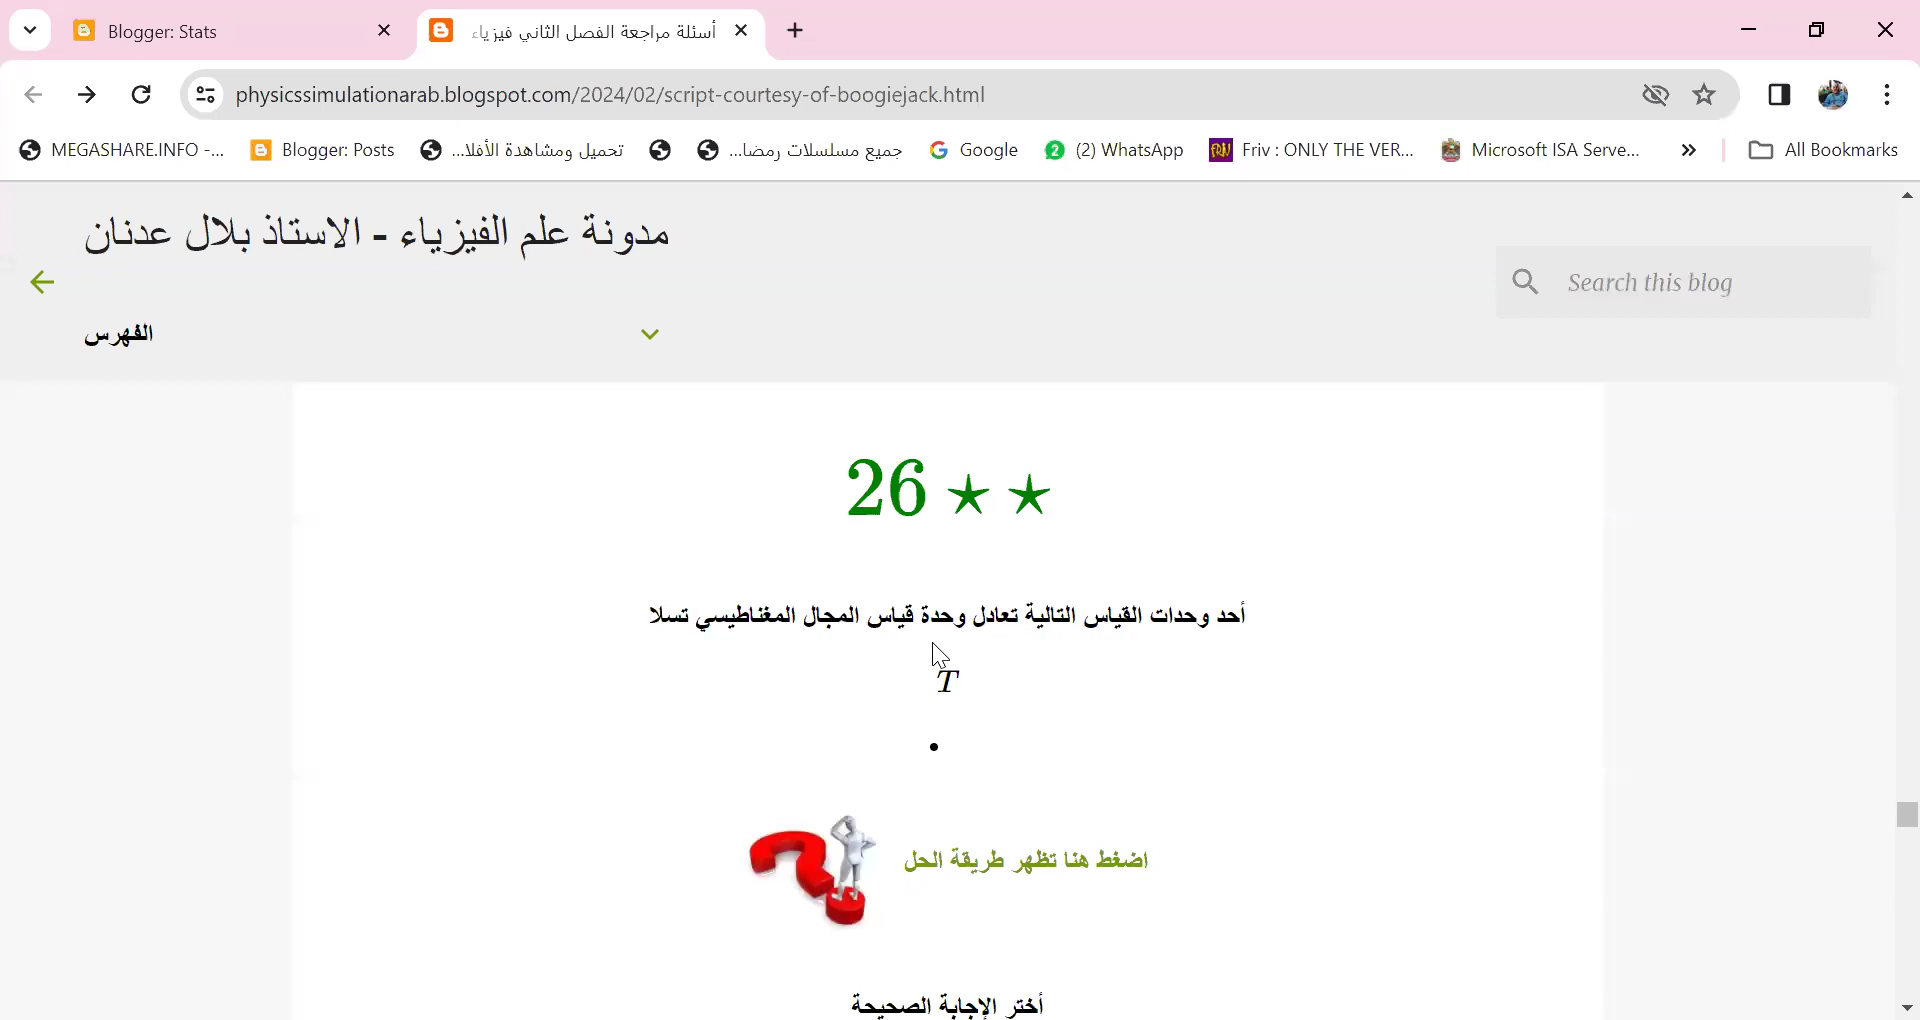 Blogger: Stats
أسئلة مراجعة الفصل الثاني فيزياء
physicssimulationarab.blogspot.com/2024/02/script-courtesy-of-boogiejack.html
MEGASHARE.INFO -...
Blogger: Posts
تحميل ومشاهدة الأفلا...
جميع مسلسلات رمضا...
Google
(2) WhatsApp
Friv : ONLY THE VER...
Microsoft ISA Serve...
All Bookmarks
مدونة علم الفيزياء - الاستاذ بلال عدنان
Search this blog
الفهرس
26 ★ ★
أحد وحدات القياس التالية تعادل وحدة قياس المجال المغناطيسي تسلا
T
اضغط هنا تظهر طريقة الحل
أختر الإجابة الصحيحة